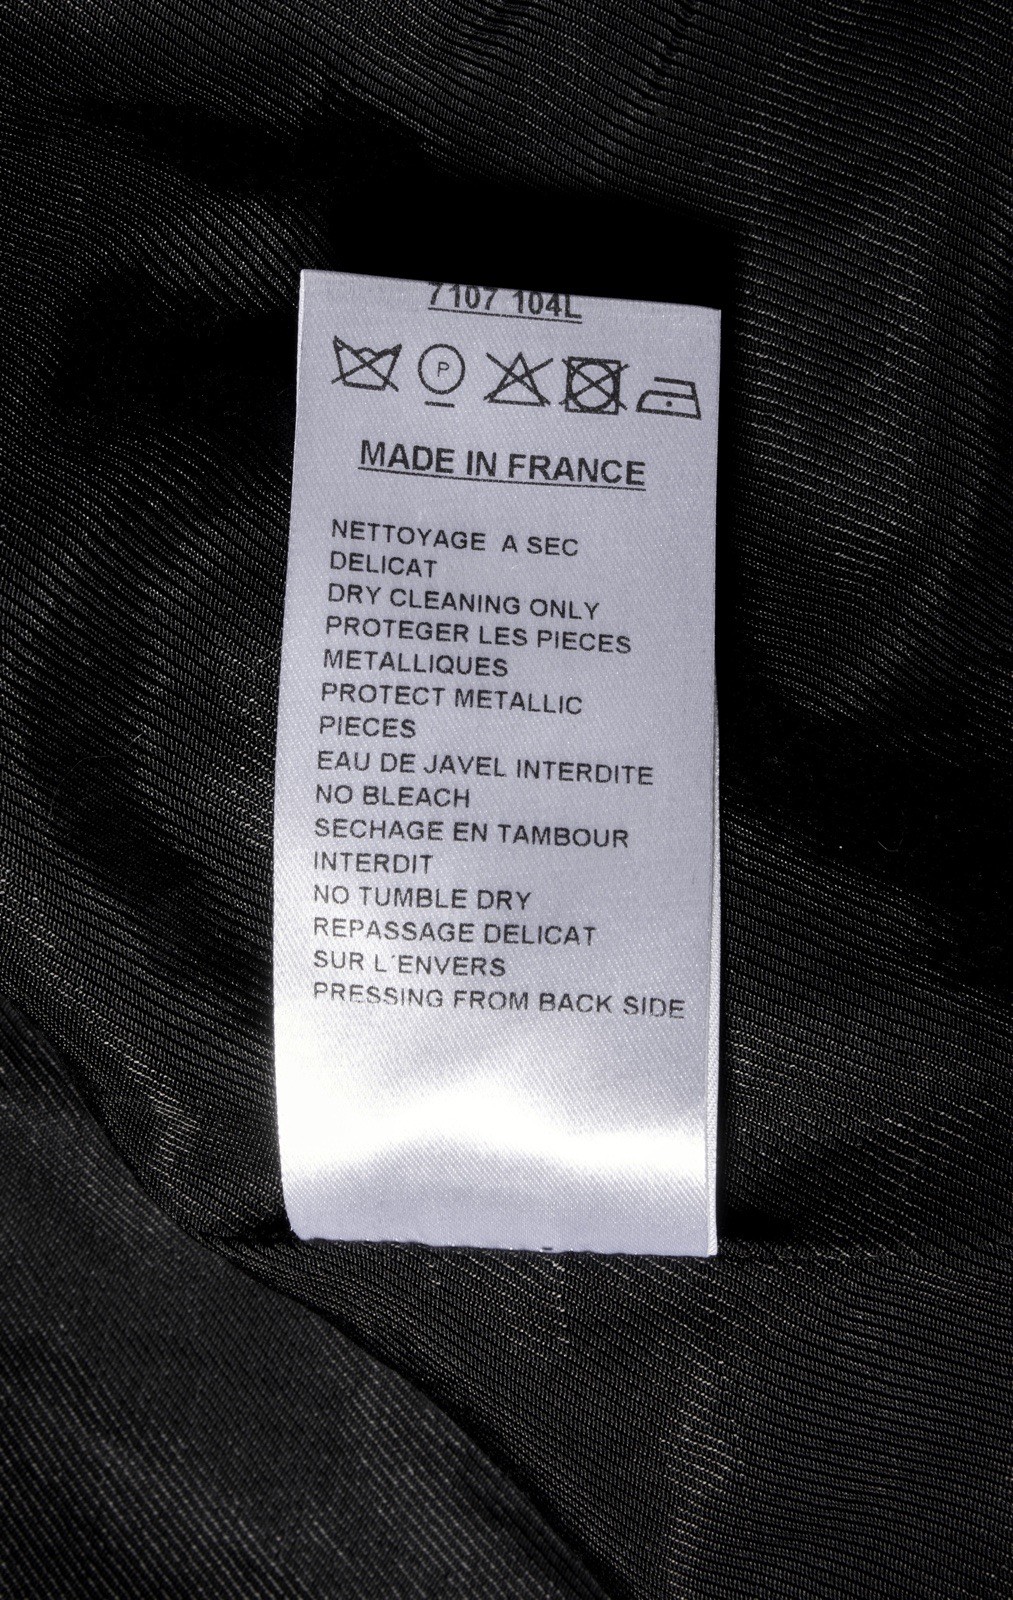 7107 104L
P
MADE IN FRANCE
NETTOYAGE A SEC
DELICAT
DRY CLEANING ONLY
PROTEGER LES PIECES
METALLIQUES
PROTECT METALLIC
PIECES
EAU DE JAVEL INTERDITE
NO BLEACH
SECHAGE EN TAMBOUR
INTERDIT
NO TUMBLE DRY
REPASSAGE DELICAT
SUR L´ENVERS
PRESSING FROM BACK SIDE